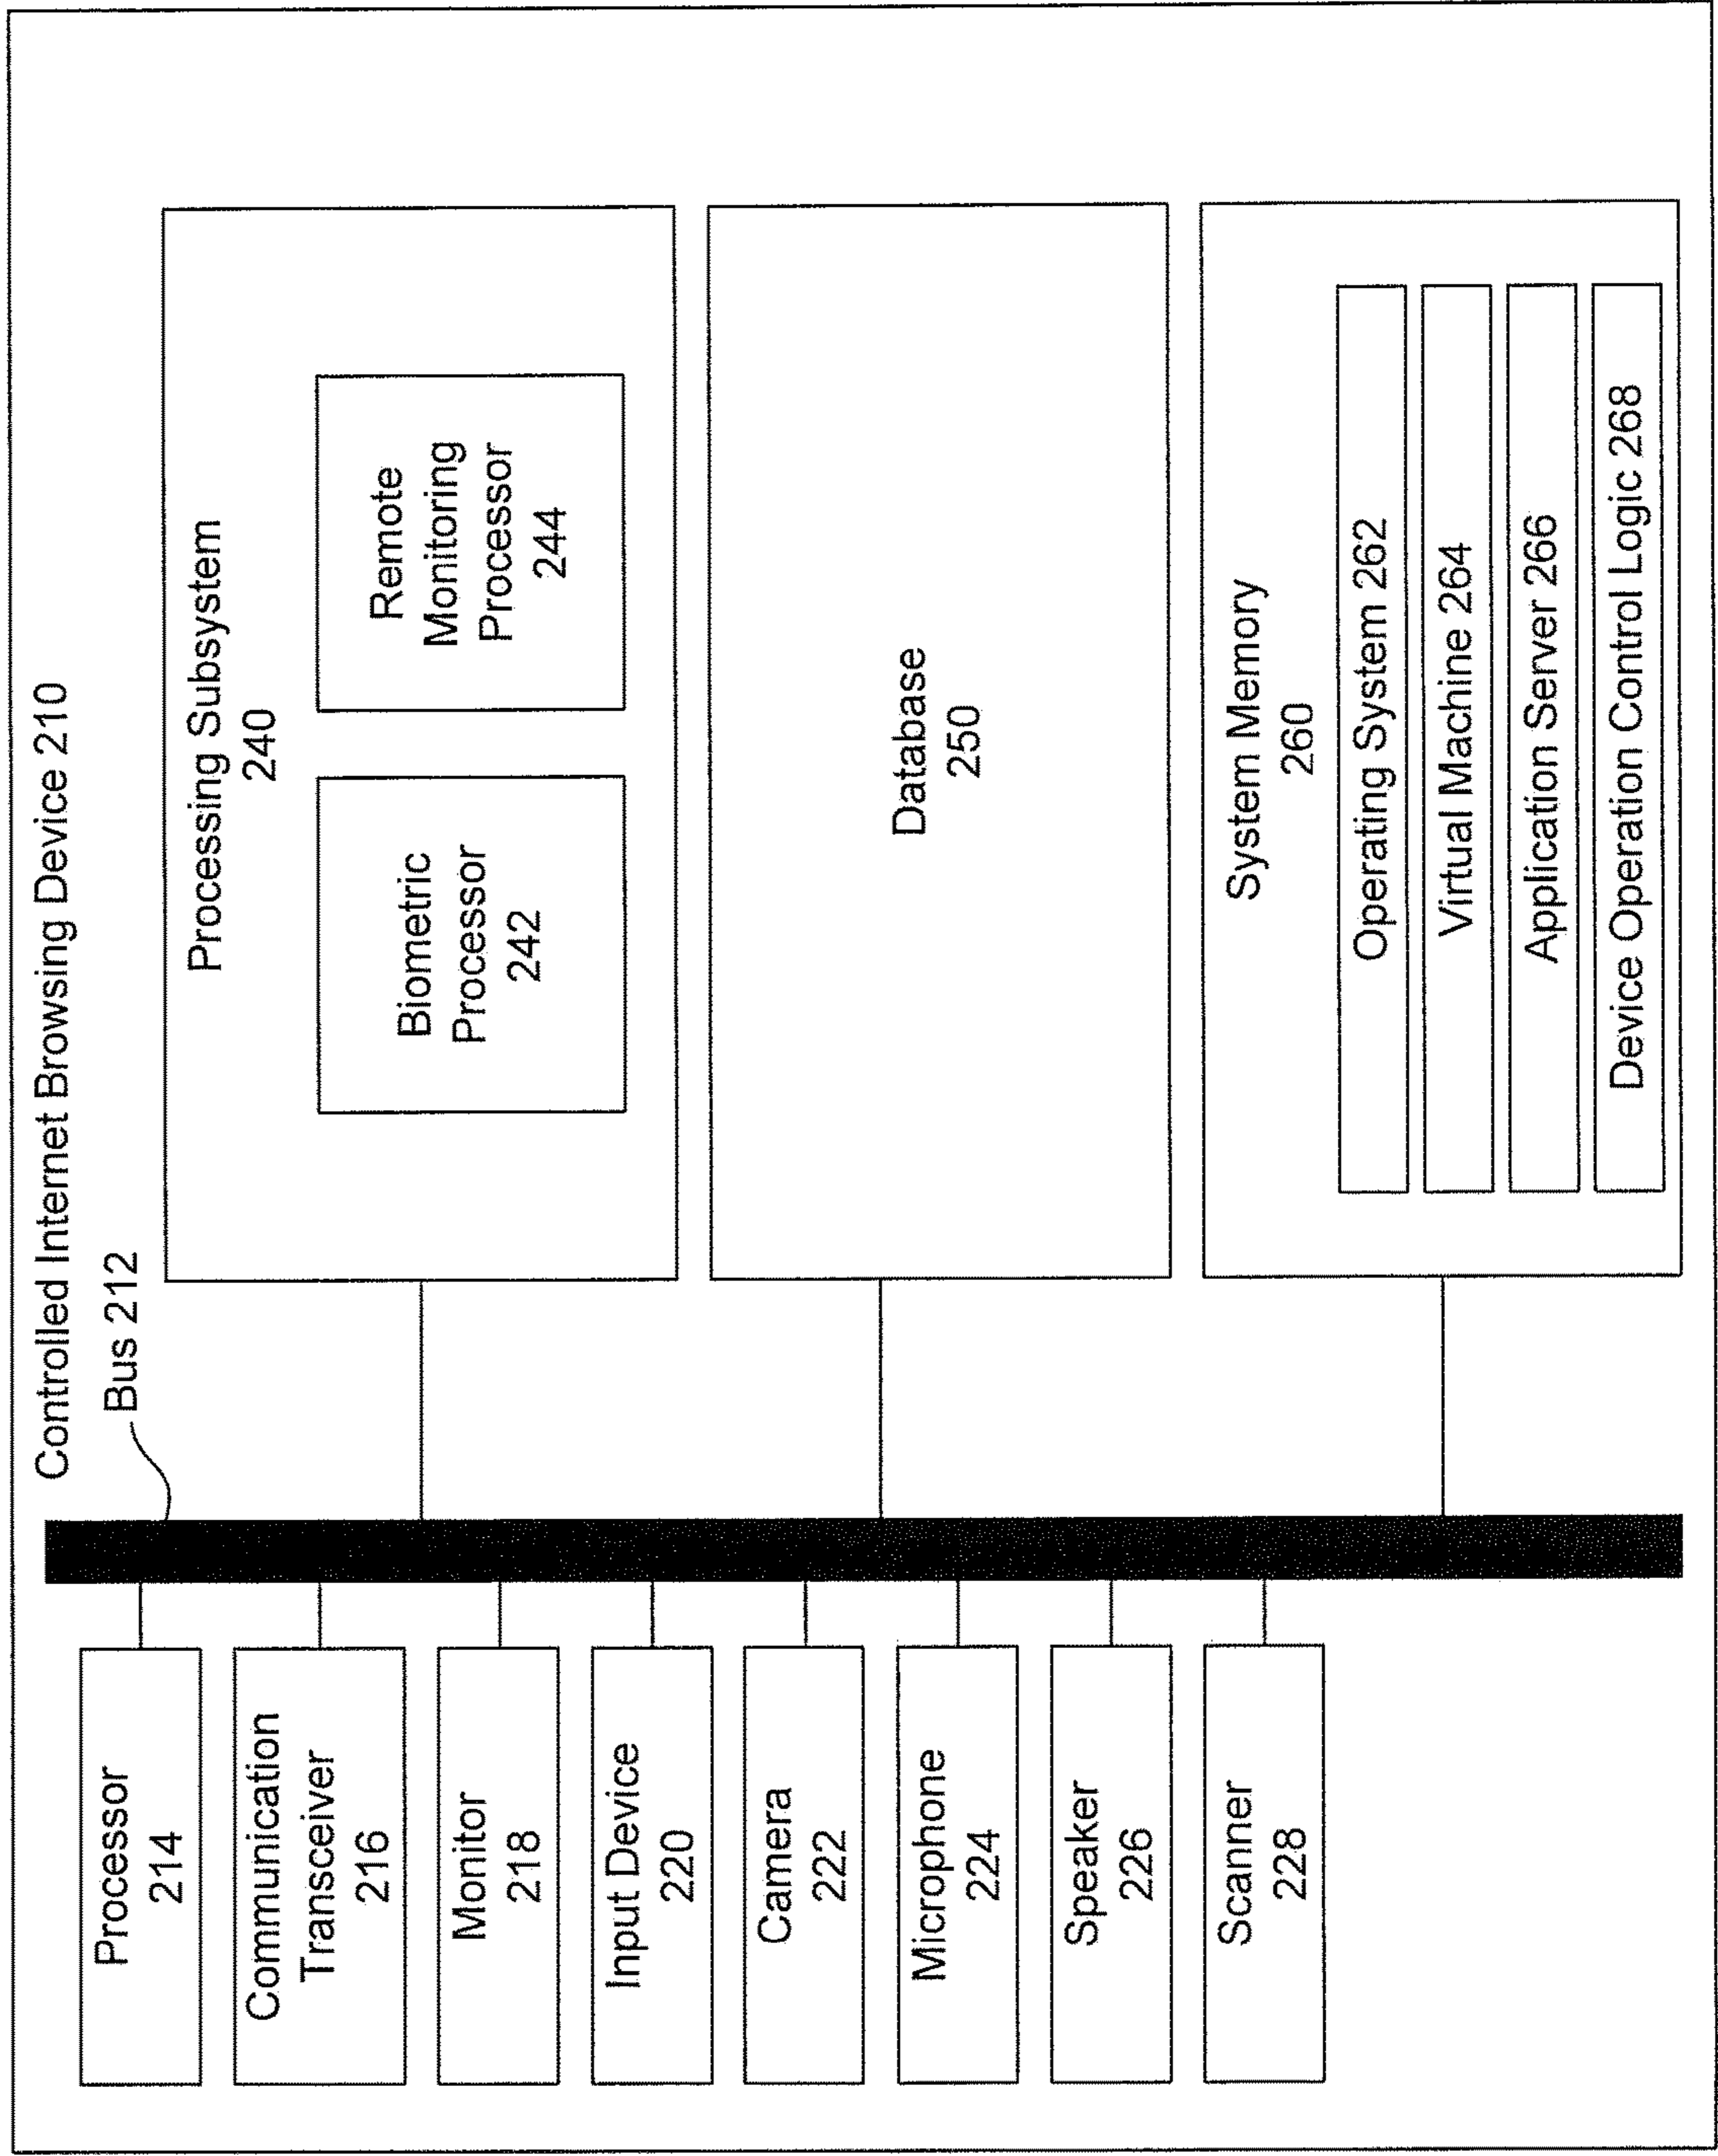 Controlled Internet Browsing Device 210
Bus 212
Processor
214
Communication
Transceiver
216
Monitor
218
Input Device
220
Camera
222
Microphone
224
Speaker
226
Scanner
228
Processing Subsystem
240
Biometric
Processor
242
Remote
Monitoring
Processor
244
Database
250
System Memory
260
Operating System 262
Virtual Machine 264
Application Server 266
Device Operation Control Logic 268